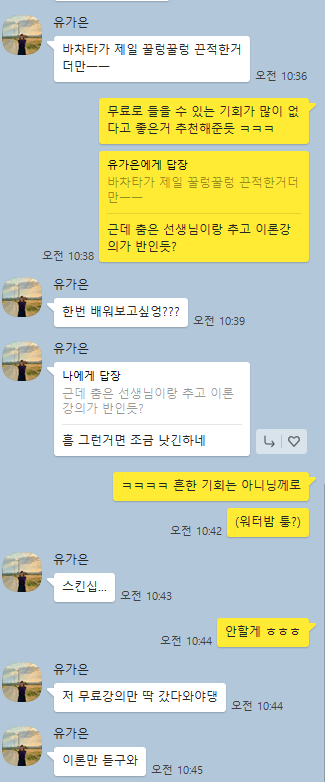 유가은
바차타가 제일 꿀렁꿀렁 끈적한거
더만ㅡㅡ
오전 10:36
무료로 들을 수 있는 기회가 많이 없
다고 좋은거 추천해준듯 ㅋㅋㅋ
유가은에게 답장
바차타가 제일 꿀렁꿀렁 끈적한거더
만ㅡㅡ
근데 춤은 선생님이랑 추고 이론강
의가 반인듯?
오전 10:38
유가은
한번 배워보고싶엉???
오전 10:39
유가은
나에게 답장
근데 춤은 선생님이랑 추고 이론
강의가 반인듯?
흠 그런거면 조금 낫긴하네
ㅋㅋㅋㅋ 흔한 기회는 아니닝께로
(워터밤 퉁?)
오전 10:42
유가은
스킨십...
오전 10:43
안할게 ㅎㅎㅎ
오전 10:44
유가은
저 무료강의만 딱 갔다와야댕
오전 10:44
유가은
이론만 듣구와
오전 10:45